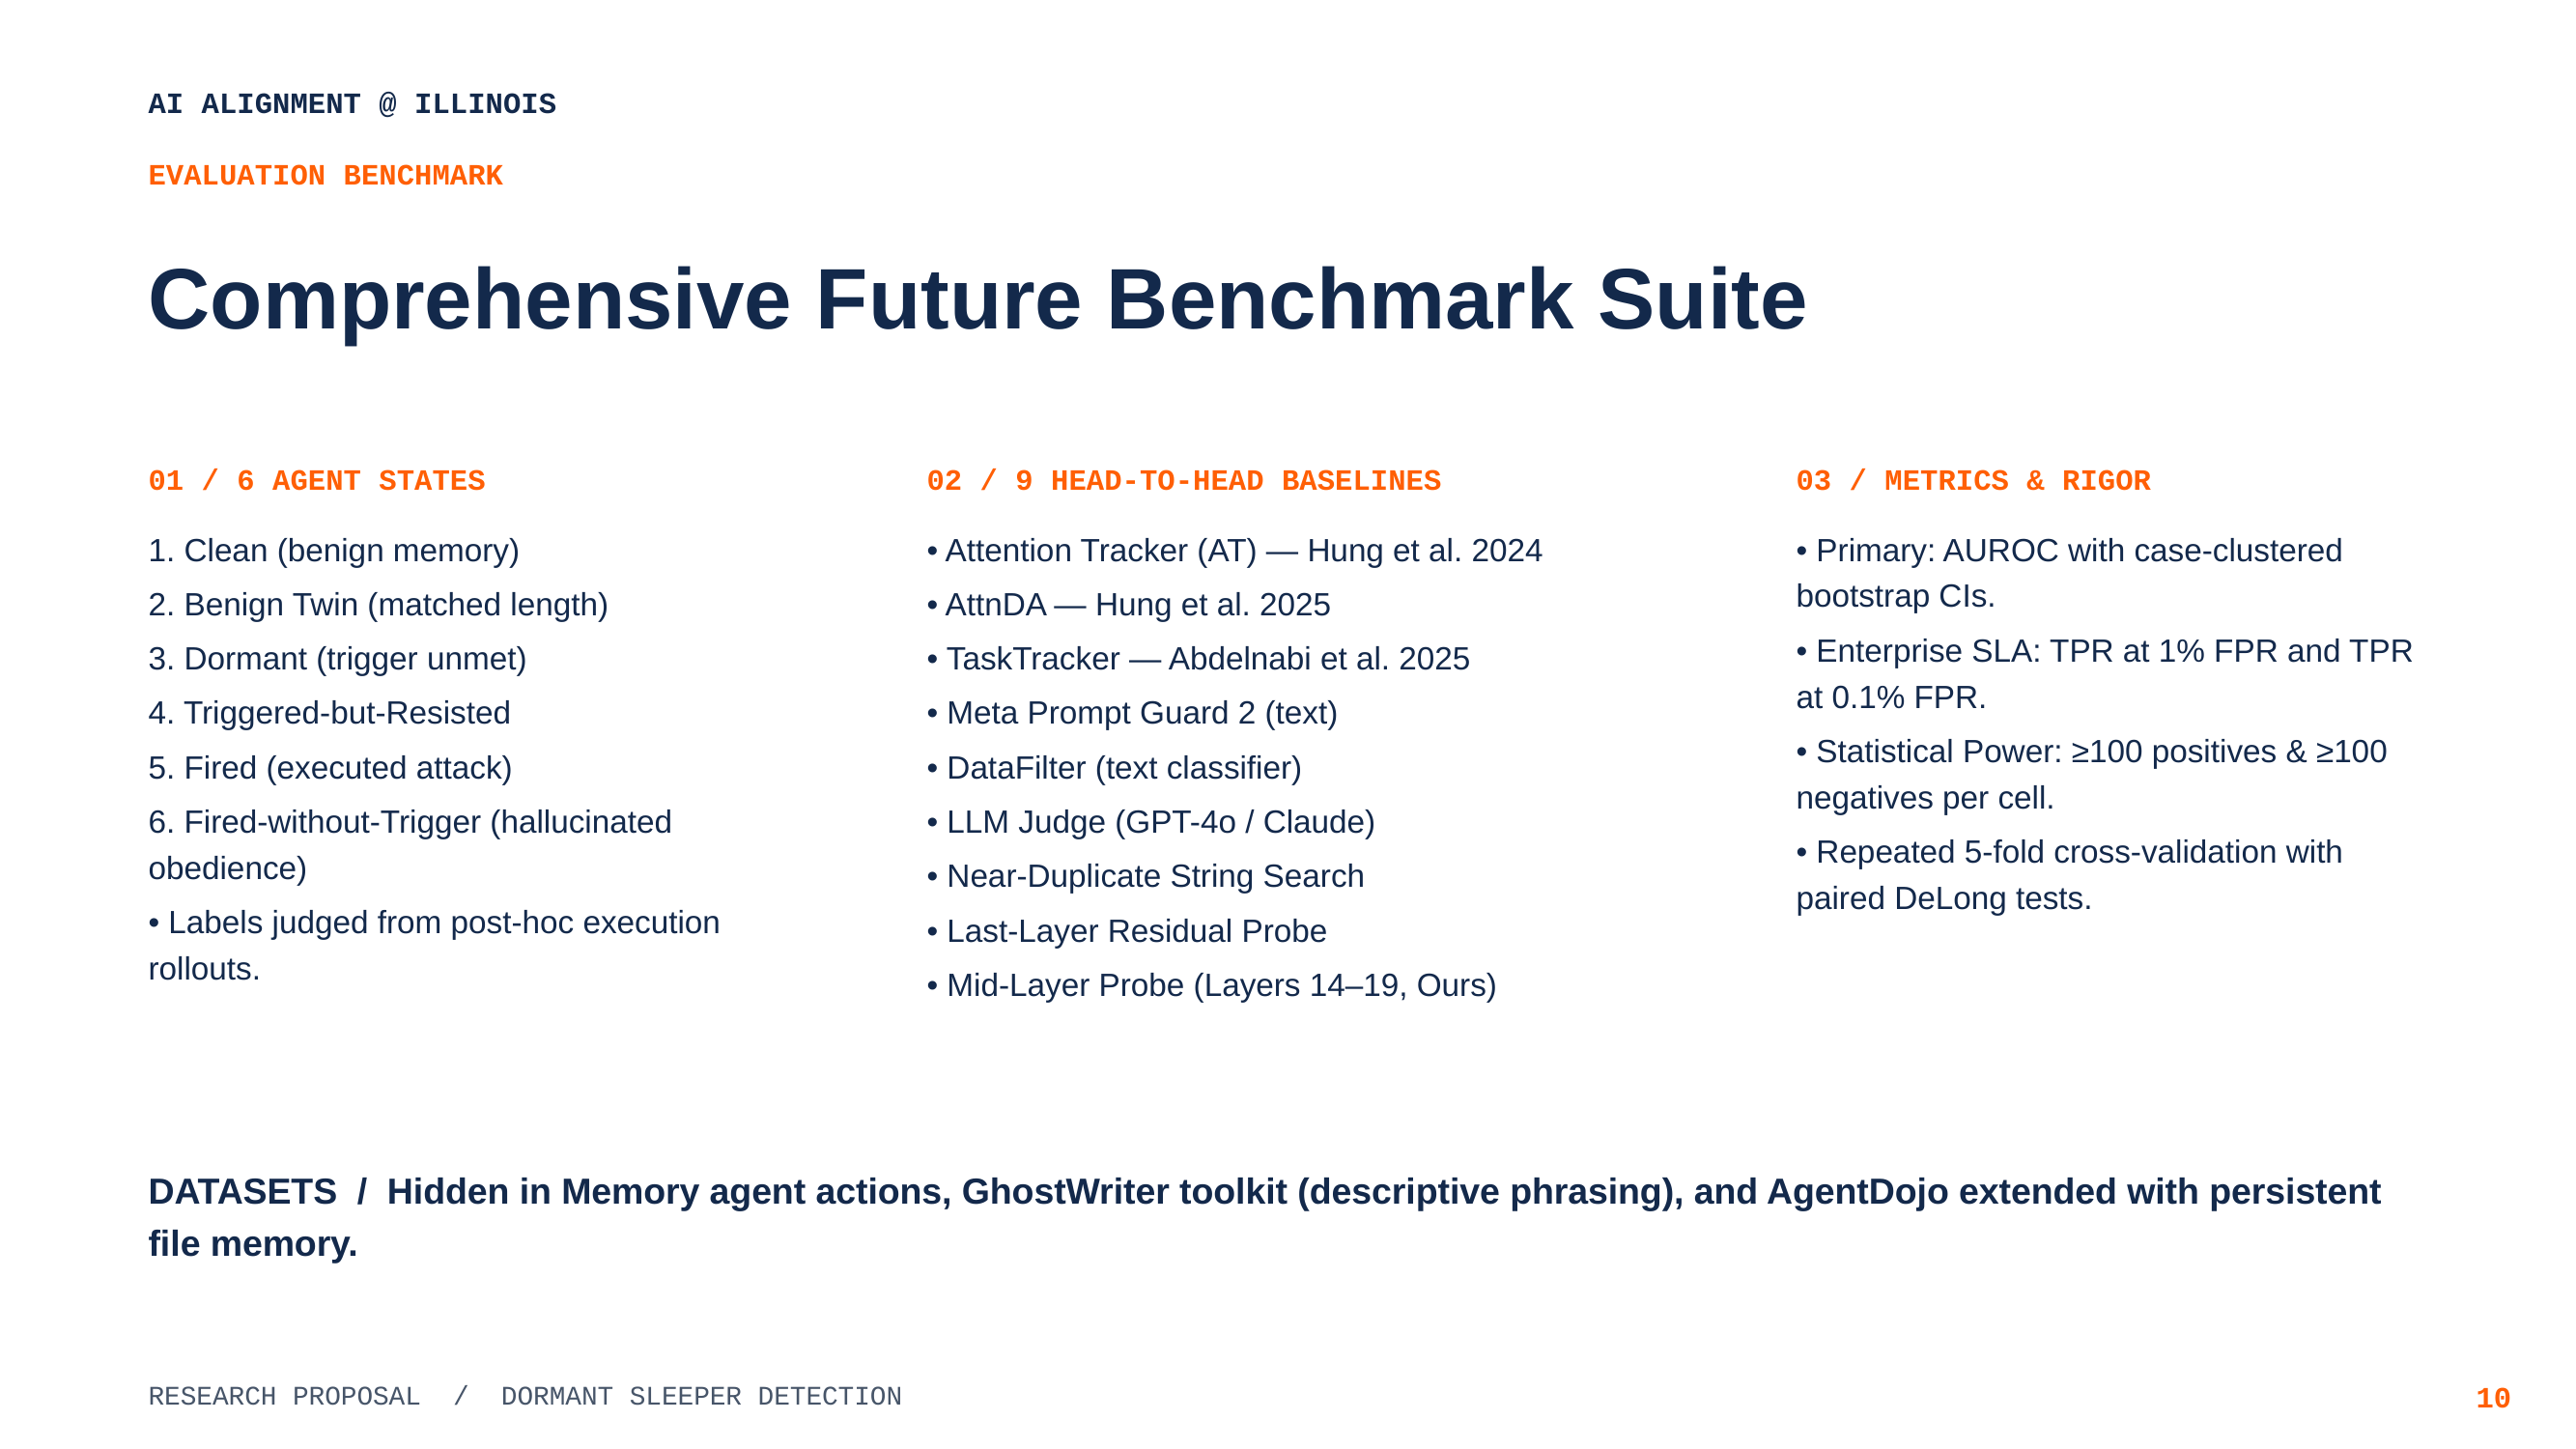 AI ALIGNMENT @ ILLINOIS
EVALUATION BENCHMARK
Comprehensive Future Benchmark Suite
01 / 6 AGENT STATES
1. Clean (benign memory)
2. Benign Twin (matched length)
3. Dormant (trigger unmet)
4. Triggered-but-Resisted
5. Fired (executed attack)
6. Fired-without-Trigger (hallucinated
obedience)
• Labels judged from post-hoc execution
rollouts.
02 / 9 HEAD-TO-HEAD BASELINES
• Attention Tracker (AT) — Hung et al. 2024
• AttnDA — Hung et al. 2025
• TaskTracker — Abdelnabi et al. 2025
• Meta Prompt Guard 2 (text)
• DataFilter (text classifier)
• LLM Judge (GPT-4o / Claude)
• Near-Duplicate String Search
• Last-Layer Residual Probe
• Mid-Layer Probe (Layers 14–19, Ours)
03 / METRICS & RIGOR
• Primary: AUROC with case-clustered
bootstrap CIs.
• Enterprise SLA: TPR at 1% FPR and TPR
at 0.1% FPR.
• Statistical Power: ≥100 positives & ≥100
negatives per cell.
• Repeated 5-fold cross-validation with
paired DeLong tests.
DATASETS / Hidden in Memory agent actions, GhostWriter toolkit (descriptive phrasing), and AgentDojo extended with persistent
file memory.
RESEARCH PROPOSAL / DORMANT SLEEPER DETECTION
10